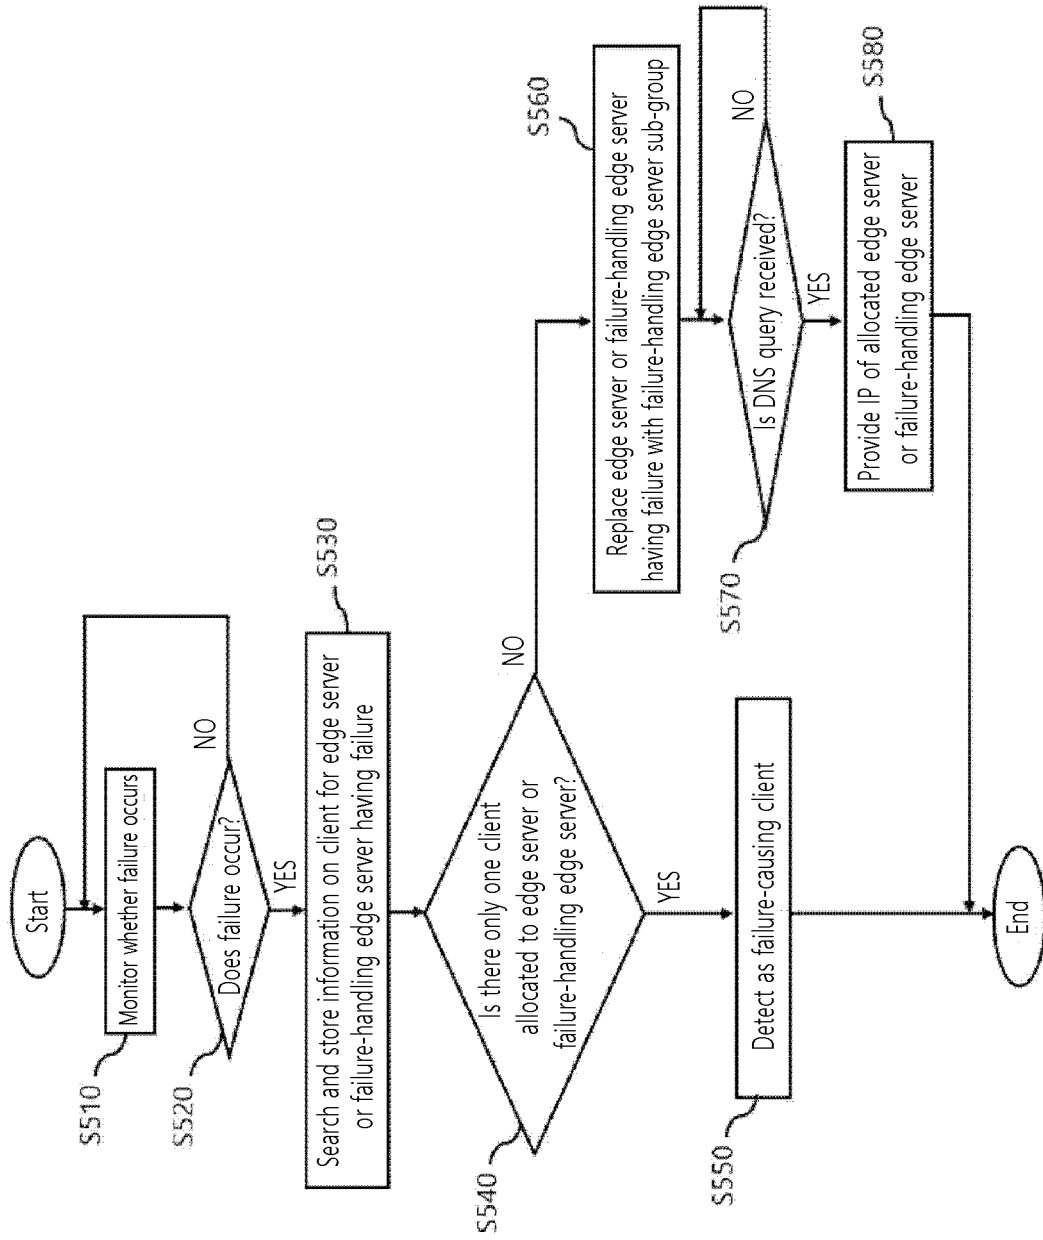 Start
S510
Monitor whether failure occurs
S520
Does failure occur?
NO
YES
S530
Search and store information on client for edge server
or failure-handling edge server having failure
S540
Is there only one client
allocated to edge server or
failure-handling edge server?
NO
YES
S550
Detect as failure-causing client
S560
Replace edge server or failure-handling edge server
having failure with failure-handling edge server sub-group
S570
Is DNS query received?
NO
YES
S580
Provide IP of allocated edge server
or failure-handling edge server
End